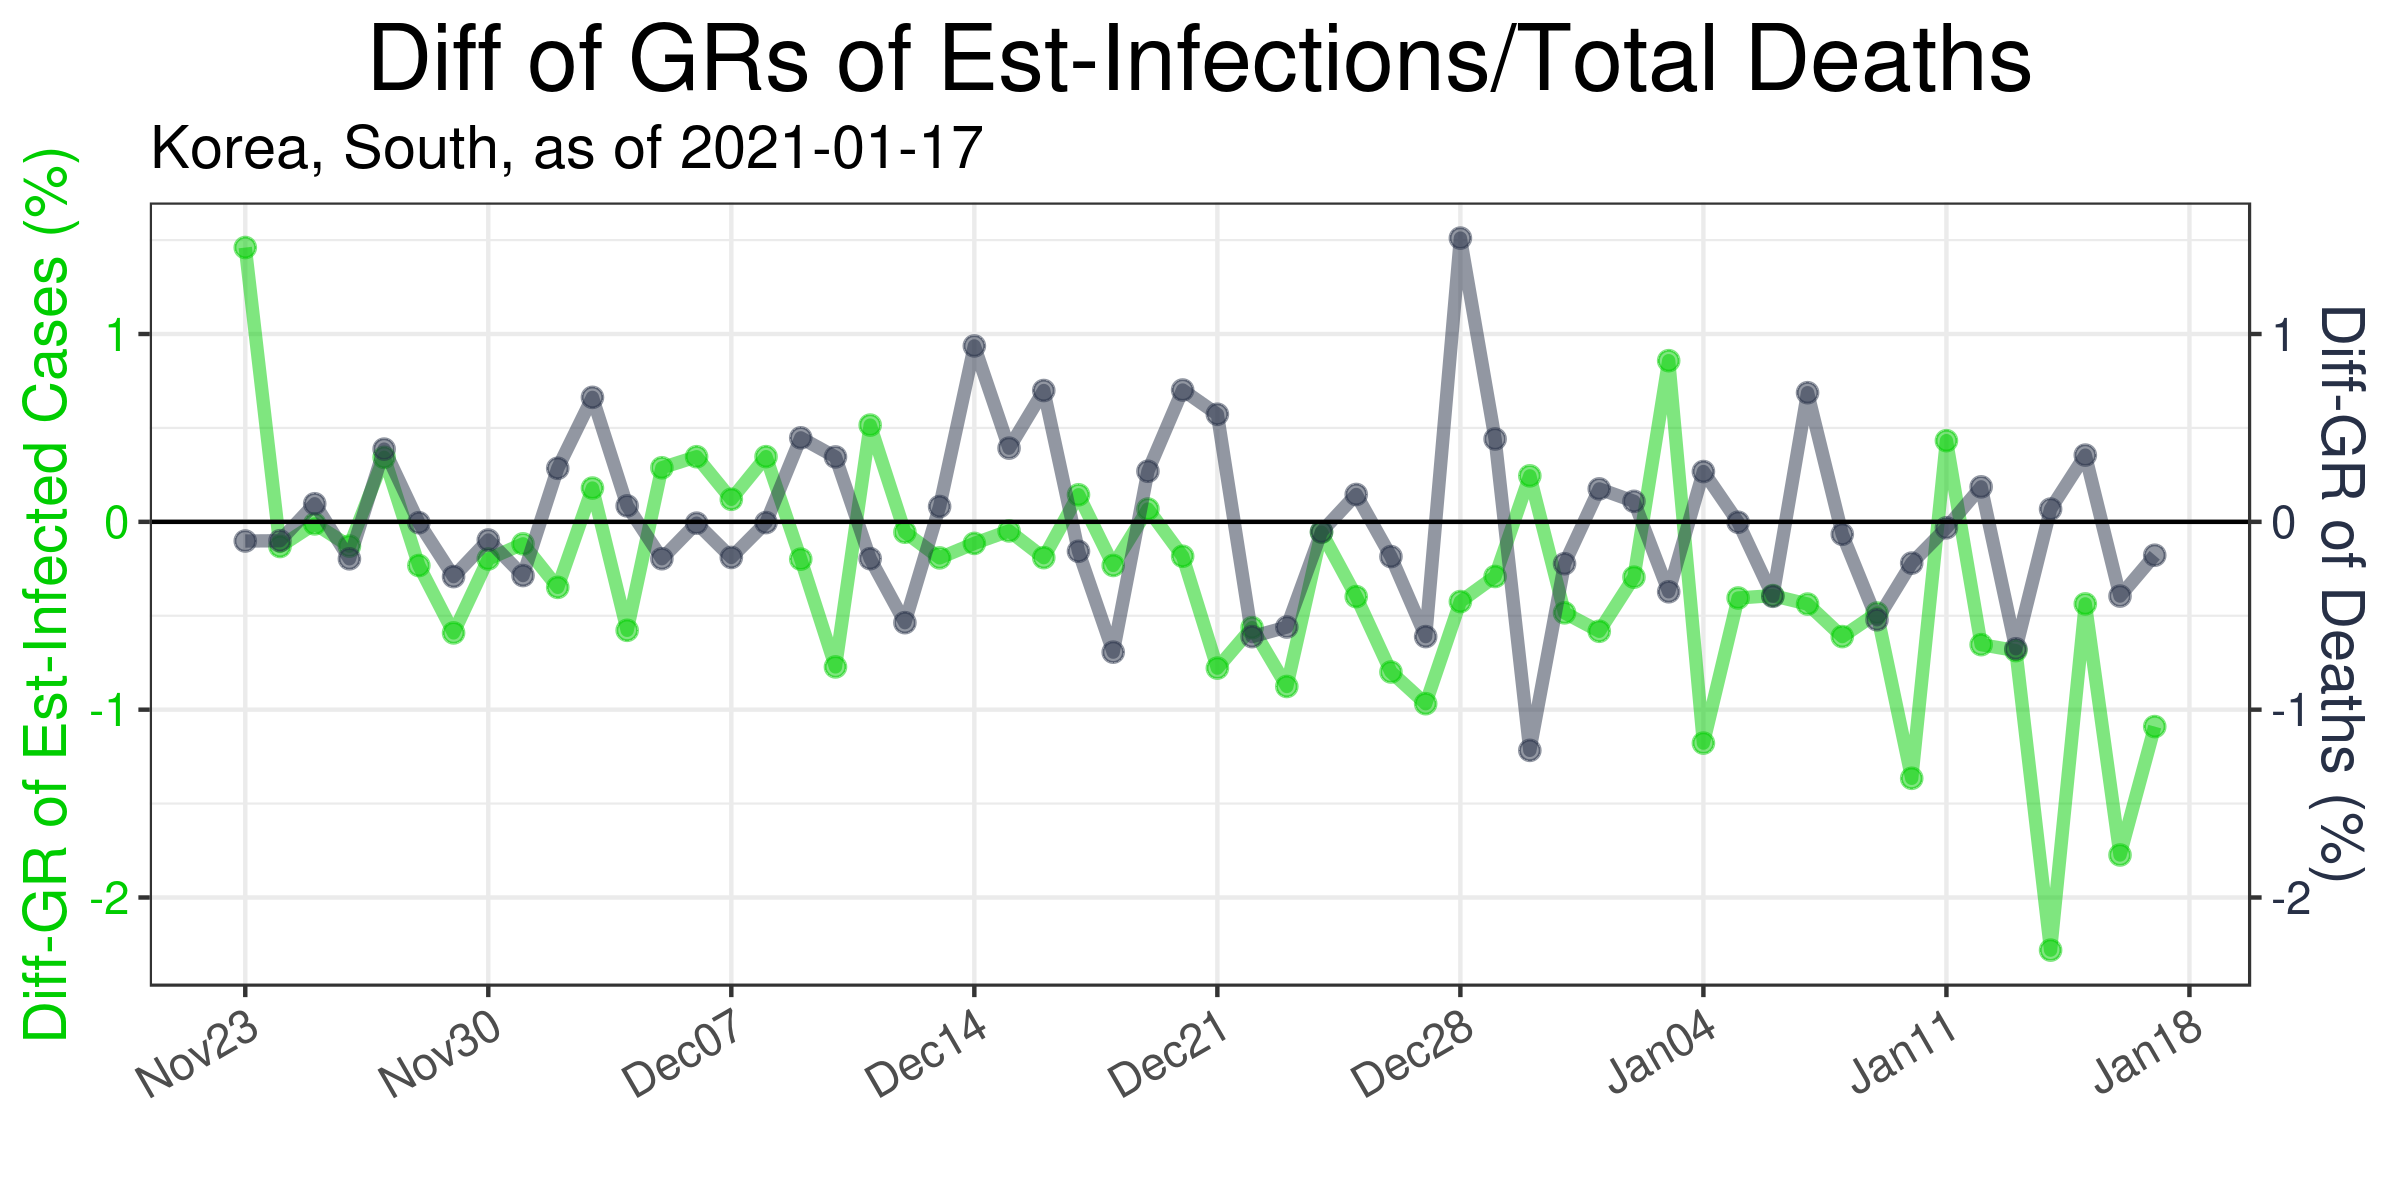 Diff of GRs of Est-Infections/Total Deaths
Korea, South, as of 2021-01-17
Diff-GR of Est-Infected Cases (%)
1
0
-1
-2
1
0
-1
-2
Diff-GR of Deaths (%)
Nov23
Nov30
Dec07
Dec14
Dec21
Dec28
Jan04
Jan11
Jan18